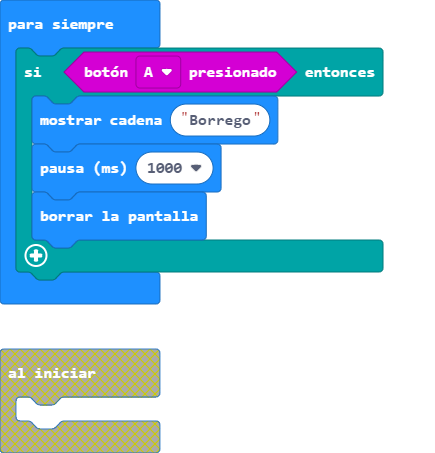 para siempre
si botón A presionado entonces
mostrar cadena "Borrego"
pausa (ms) 1000
borrar la pantalla
al iniciar